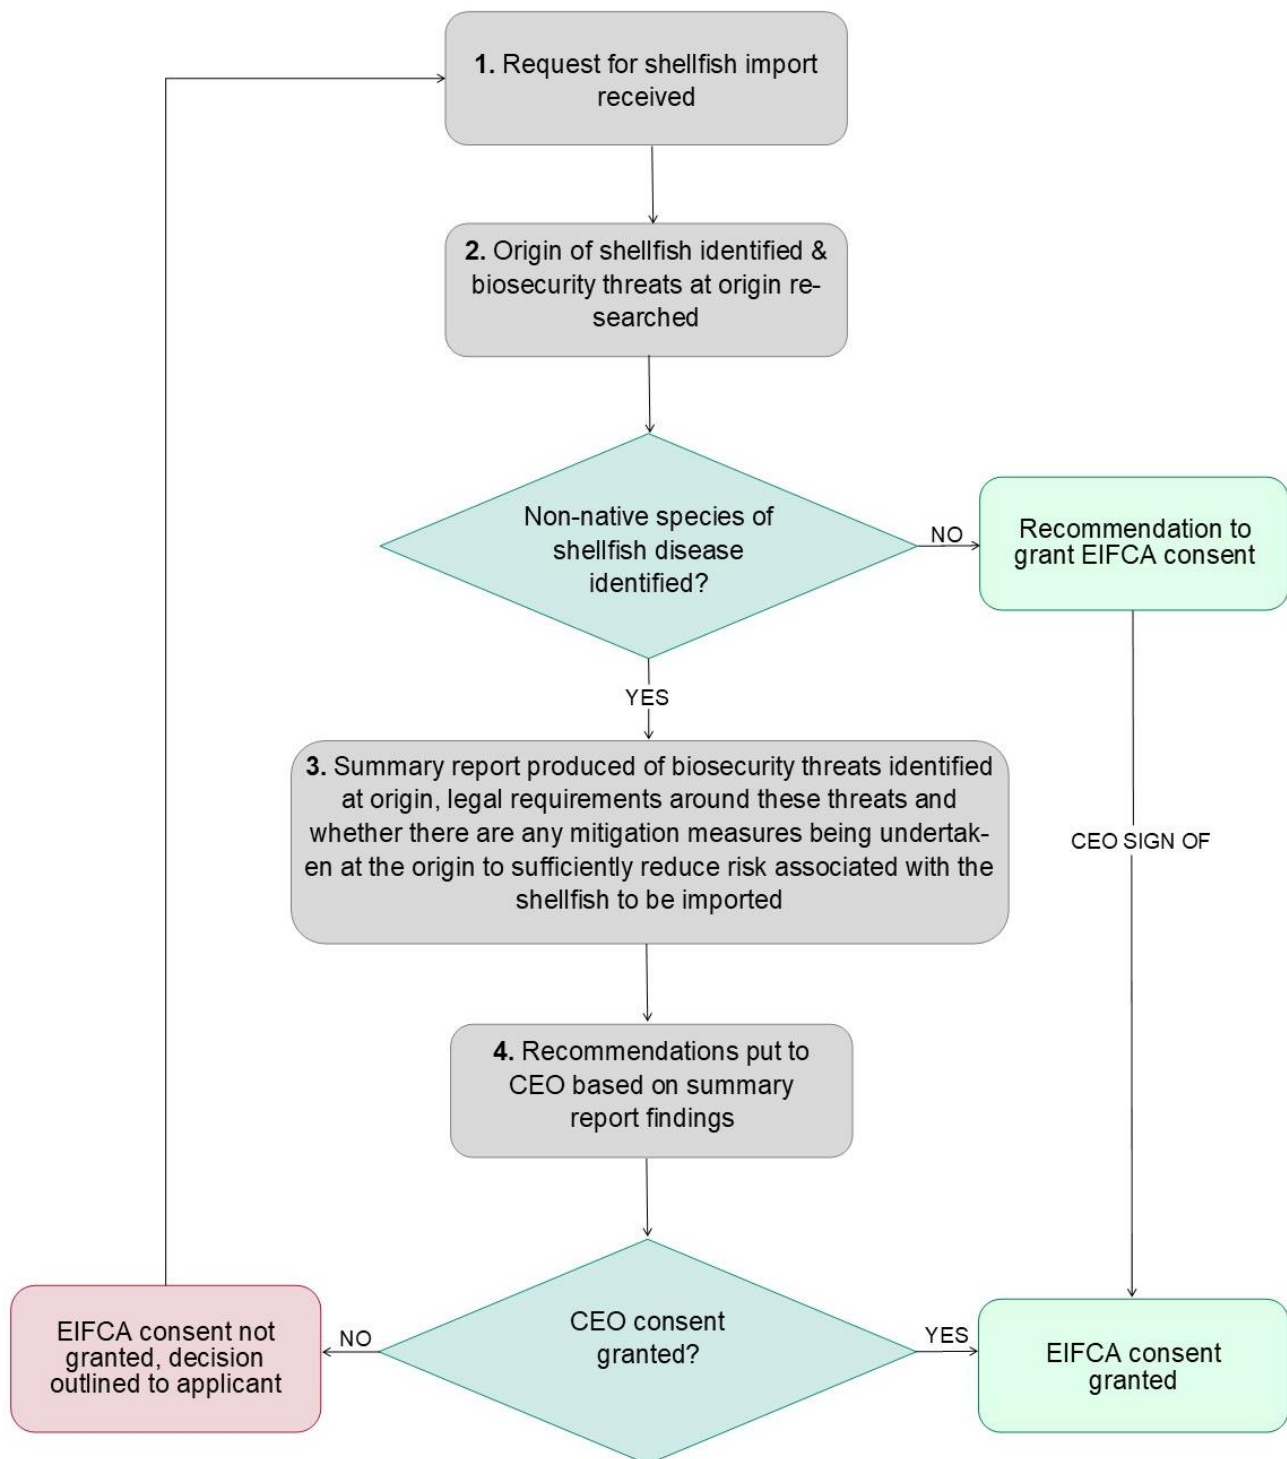 1. Request for shellfish import
received
2. Origin of shellfish identified &
biosecurity threats at origin re-
searched
Non-native species of
shellfish disease
identified?
NO
Recommendation to
grant EIFCA consent
YES
3. Summary report produced of biosecurity threats identified
at origin, legal requirements around these threats and
whether there are any mitigation measures being undertak-
en at the origin to sufficiently reduce risk associated with the
shellfish to be imported
CEO SIGN OF
4. Recommendations put to
CEO based on summary
report findings
CEO consent
granted?
NO
EIFCA consent not
granted, decision
outlined to applicant
YES
EIFCA consent
granted